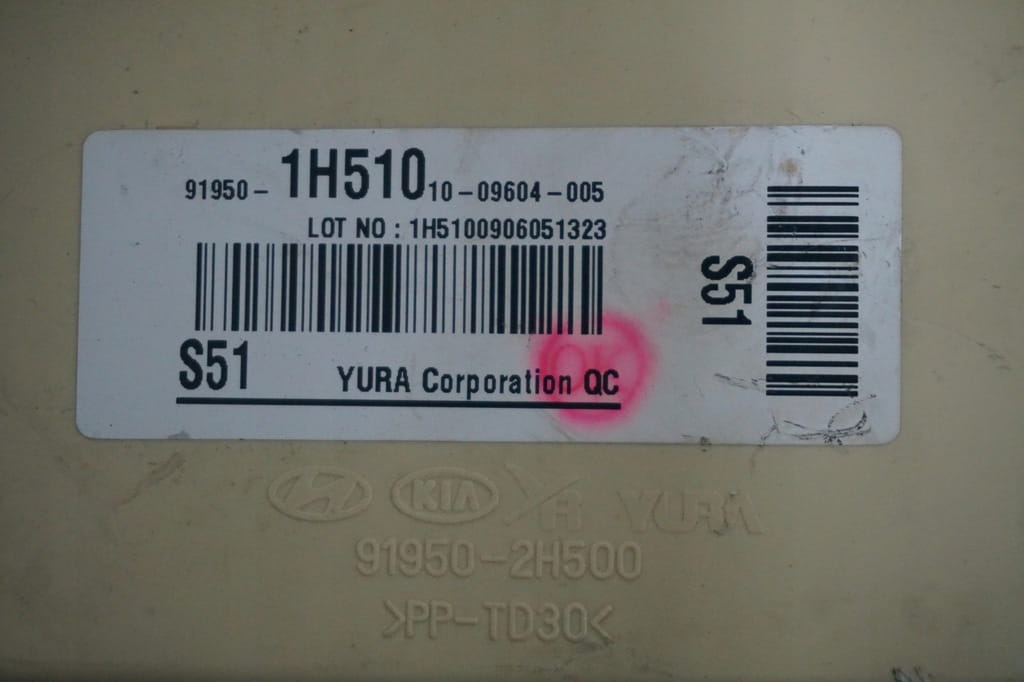 91950- 1H510 10-09604-005
LOT NO : 1H5100906051323
S51
YURA Corporation QC
OK
S51
KIA YURA
91950-2H500
>PP-TD30<